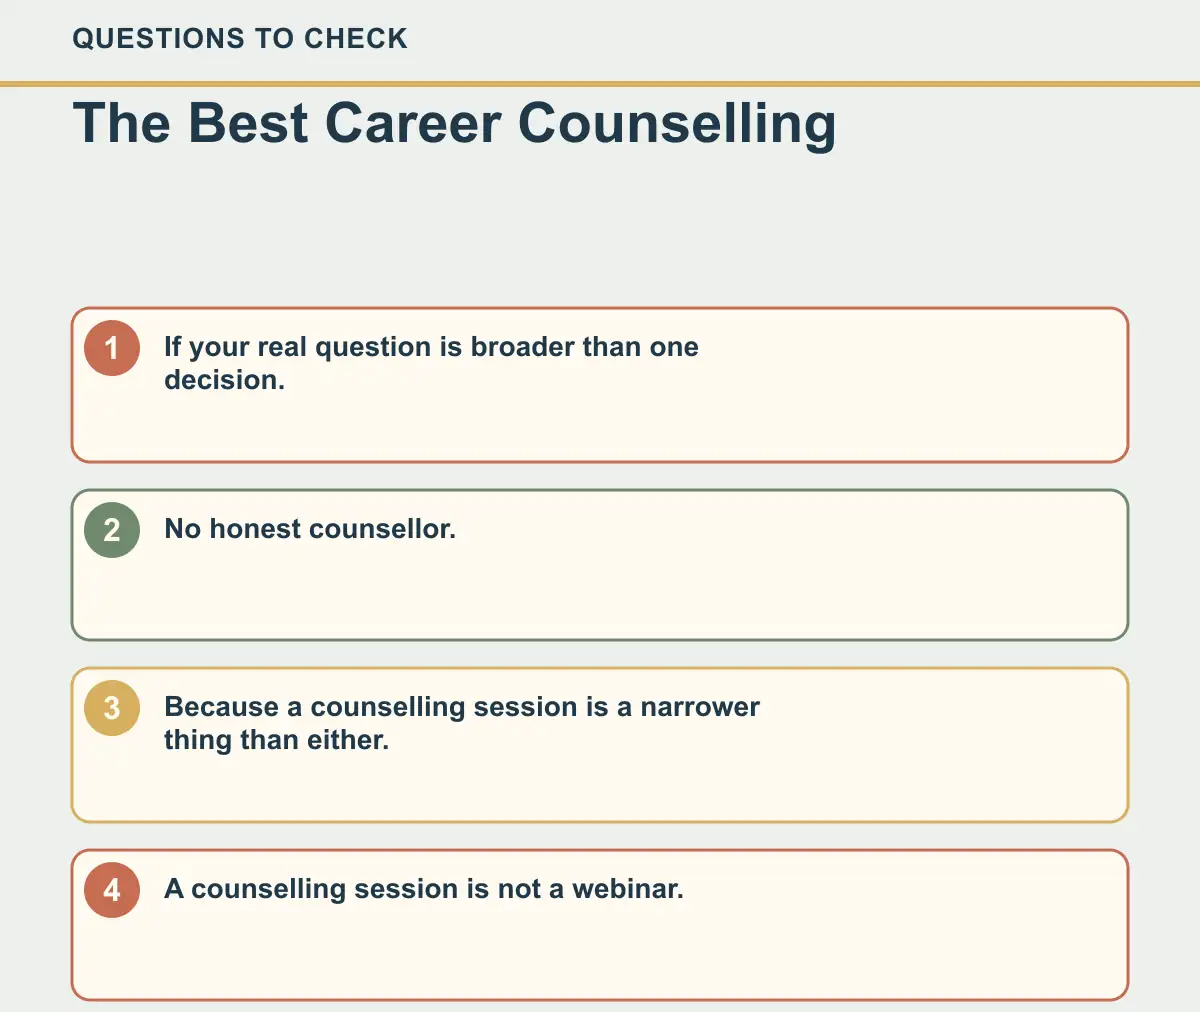 QUESTIONS TO CHECK
The Best Career Counselling
1
If your real question is broader than one
decision.
2
No honest counsellor.
3
Because a counselling session is a narrower
thing than either.
4
A counselling session is not a webinar.